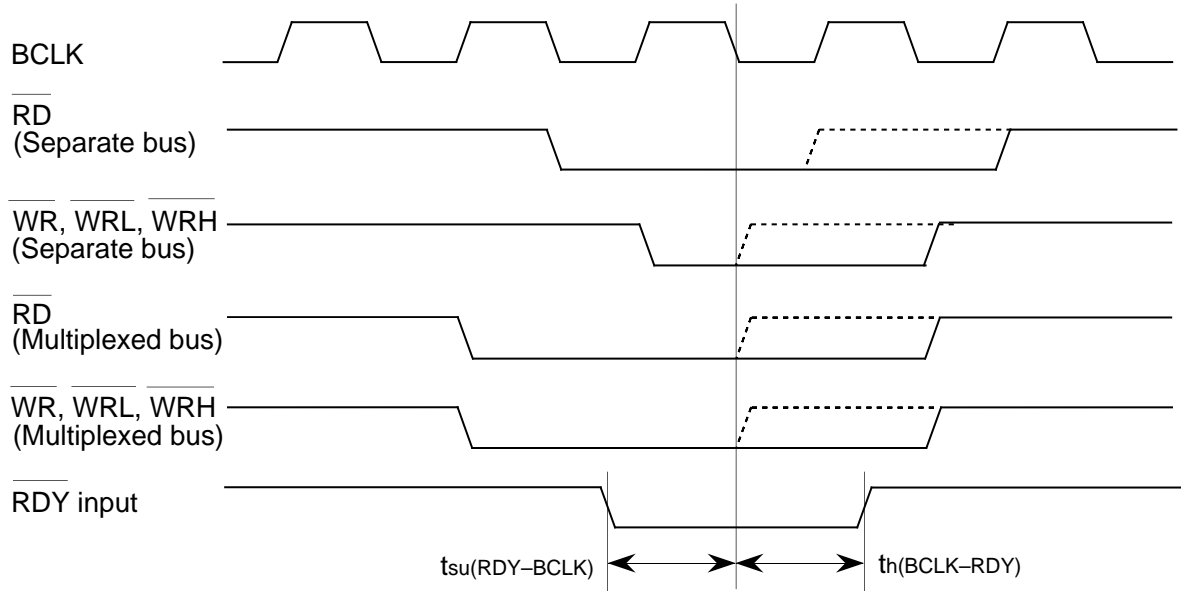 BCLK
RD
(Separate bus)
WR, WRL, WRH
(Separate bus)
RD
(Multiplexed bus)
WR, WRL, WRH
(Multiplexed bus)
RDY input
tsu(RDY–BCLK)
th(BCLK–RDY)